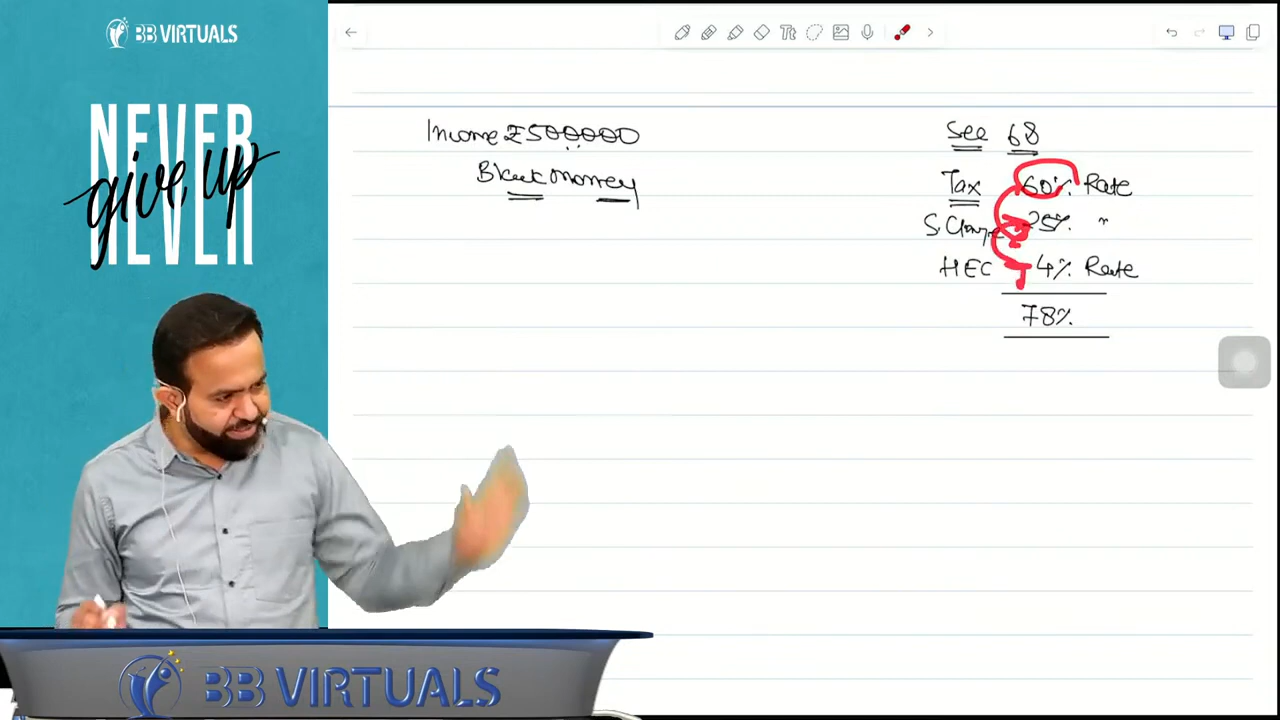 BB VIRTUALS
NEVER
give up
NEVER
Income ₹500000
Black money
Sec 68
Tax 60% Rate
S. Charge 25% "
HEC 4% Rate
78%
BB VIRTUALS